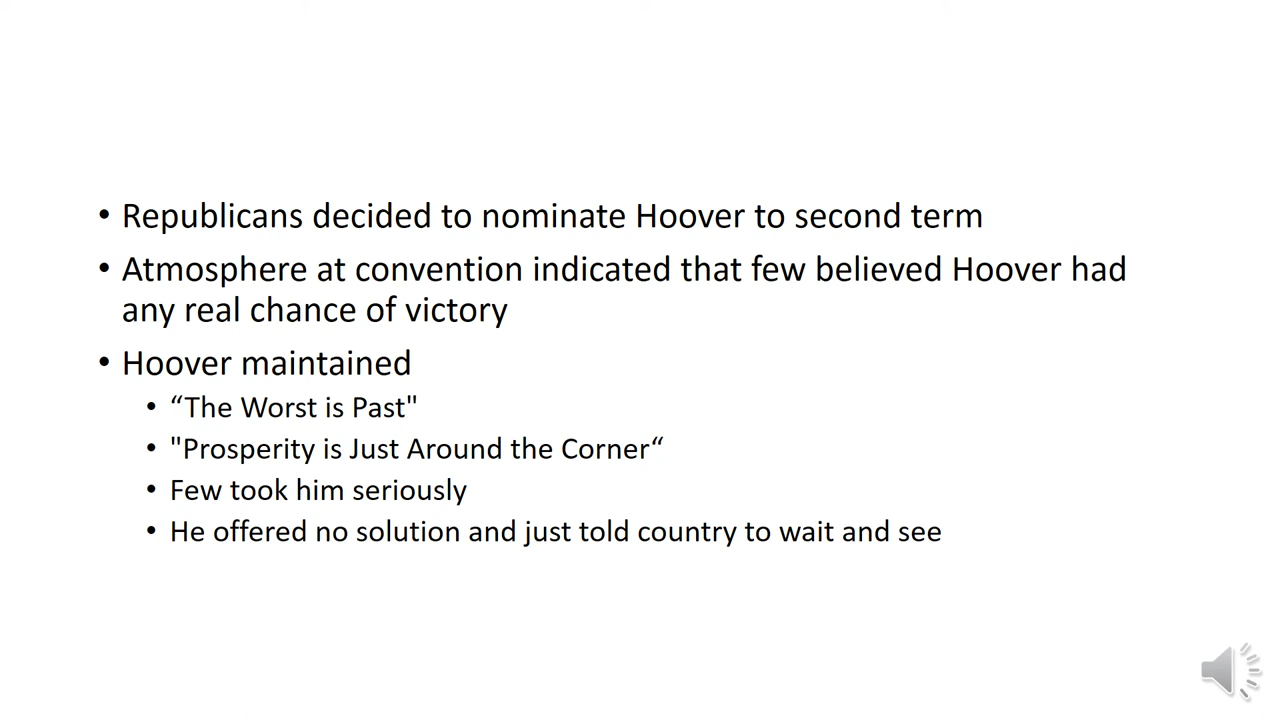 • Republicans decided to nominate Hoover to second term
• Atmosphere at convention indicated that few believed Hoover had
any real chance of victory
• Hoover maintained
• “The Worst is Past"
• "Prosperity is Just Around the Corner“
• Few took him seriously
• He offered no solution and just told country to wait and see